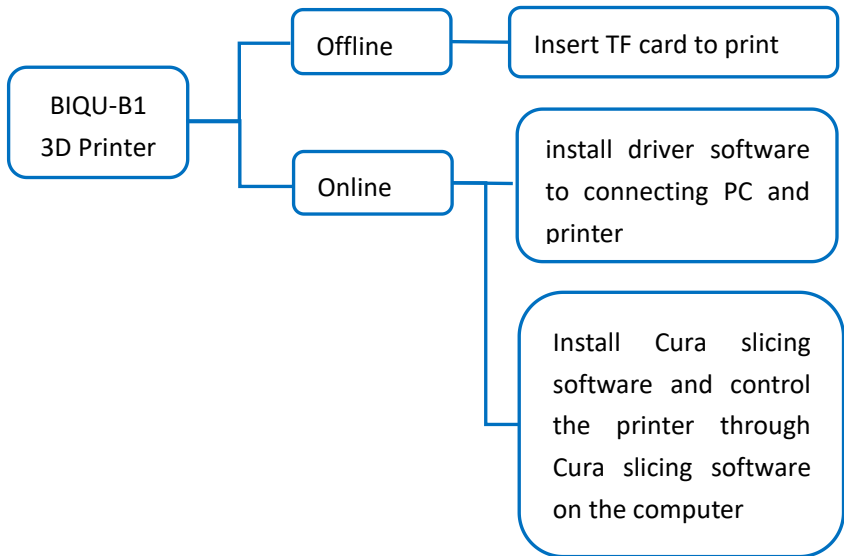 Offline
Insert TF card to print
BIQU-B1
3D Printer
Online
install driver software
to connecting PC and
printer
Install Cura slicing
software and control
the printer through
Cura slicing software
on the computer